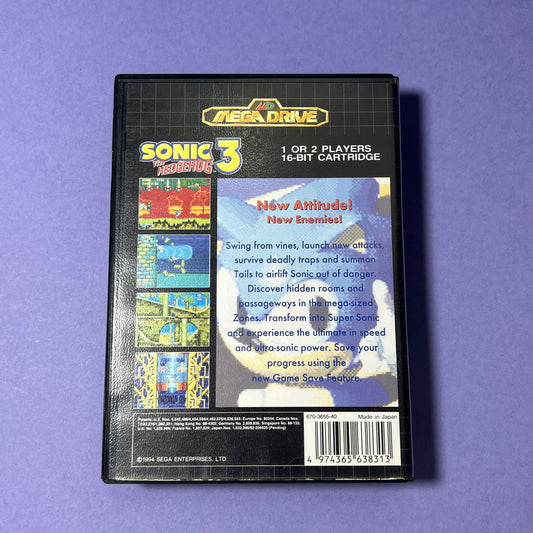 MEGA DRIVE
SONIC THE HEDGEHOG 3
1 OR 2 PLAYERS
16-BIT CARTRIDGE
New Attitude!
New Enemies!
Swing from vines, launch new attacks,
survive deadly traps and summon
Tails to airlift Sonic out of danger.
Discover hidden rooms and
passageways in the mega-sized
Zones. Transform into Super Sonic
and experience the ultimate in speed
and ultra-sonic power. Save your
progress using the
new Game Save Feature.
670-3656-40 Made in Japan
©1994 SEGA ENTERPRISES, LTD.
4 974365 638313